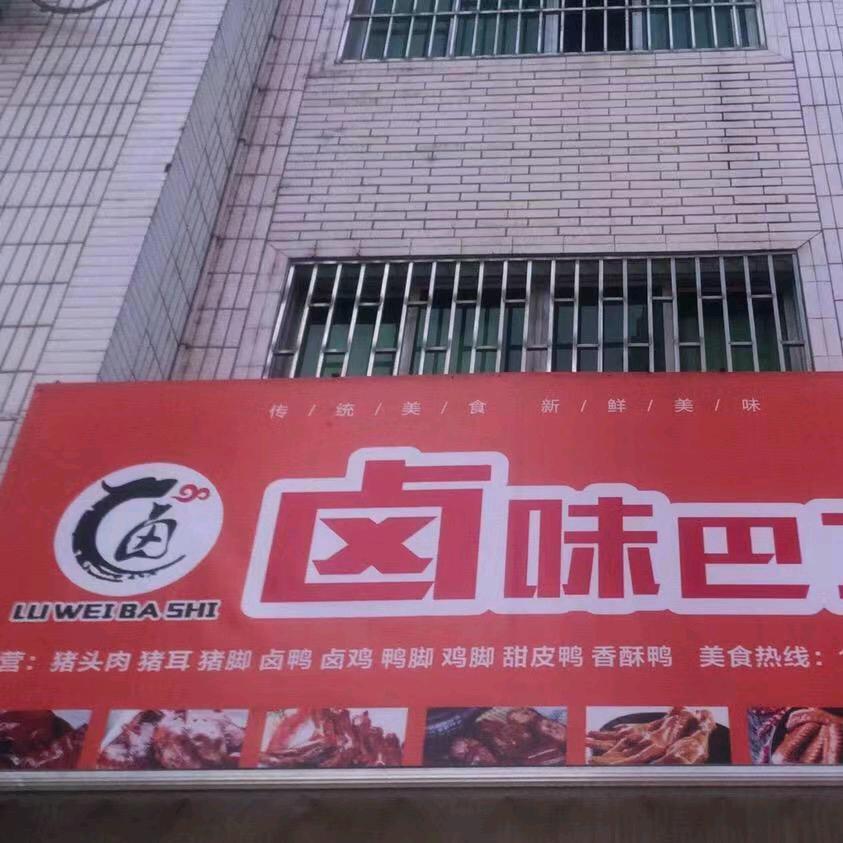 传/统/美/食 新/鲜/美/味
卤
卤味巴
LU WEI BA SHI
营：猪头肉 猪耳 猪脚 卤鸭 卤鸡 鸭脚 鸡脚 甜皮鸭 香酥鸭 美食热线：